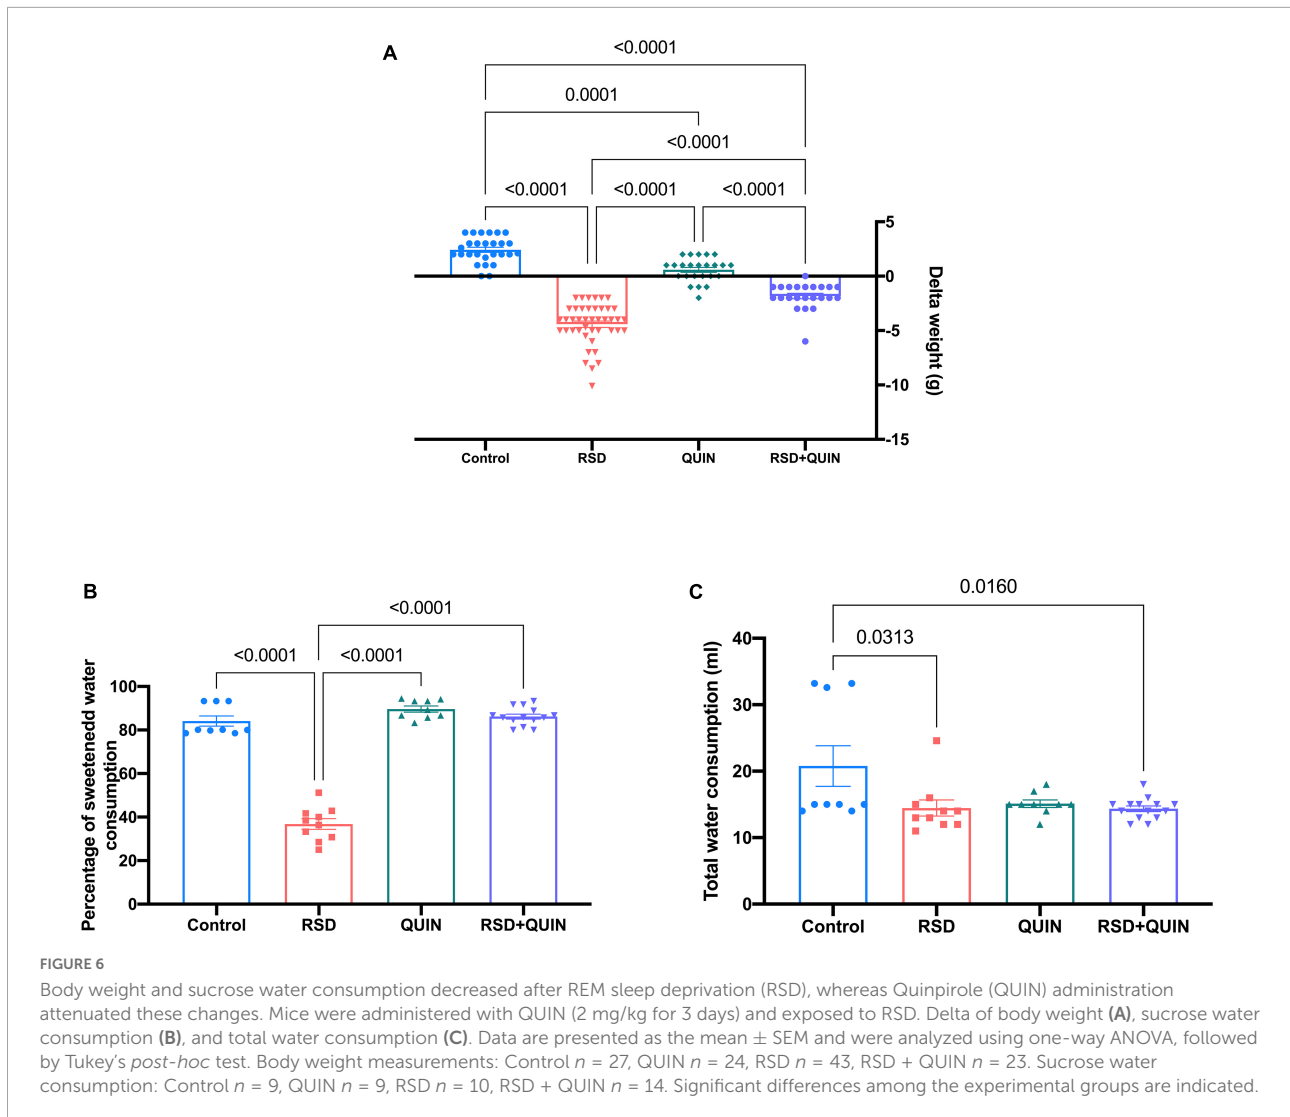 A
<0.0001
0.0001
<0.0001
<0.0001 <0.0001 <0.0001
5
0
-5
-10
-15
Delta weight (g)
Control RSD QUIN RSD+QUIN
B
<0.0001
<0.0001 <0.0001
Percentage of sweetenedd water
consumption
100
80
60
40
20
0
Control RSD QUIN RSD+QUIN
C
0.0160
0.0313
Total water consumption (ml)
40
30
20
10
0
Control RSD QUIN RSD+QUIN
FIGURE 6
Body weight and sucrose water consumption decreased after REM sleep deprivation (RSD), whereas Quinpirole (QUIN) administration
attenuated these changes. Mice were administered with QUIN (2 mg/kg for 3 days) and exposed to RSD. Delta of body weight (A), sucrose water
consumption (B), and total water consumption (C). Data are presented as the mean ± SEM and were analyzed using one-way ANOVA, followed
by Tukey's post-hoc test. Body weight measurements: Control n = 27, QUIN n = 24, RSD n = 43, RSD + QUIN n = 23. Sucrose water
consumption: Control n = 9, QUIN n = 9, RSD n = 10, RSD + QUIN n = 14. Significant differences among the experimental groups are indicated.